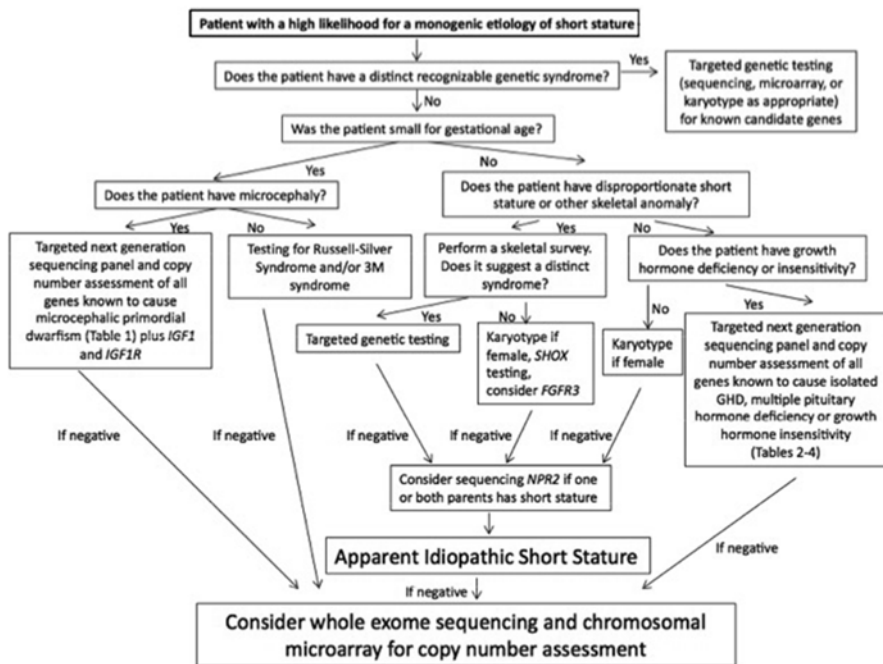 Patient with a high likelihood for a monogenic etiology of short stature
Does the patient have a distinct recognizable genetic syndrome?
Yes
Targeted genetic testing
(sequencing, microarray, or
karyotype as appropriate)
for known candidate genes
No
Was the patient small for gestational age?
Yes
No
Does the patient have microcephaly?
Does the patient have disproportionate short
stature or other skeletal anomaly?
Yes
No
Yes
No
Targeted next generation
sequencing panel and copy
number assessment of all
genes known to cause
microcephalic primordial
dwarfism (Table 1) plus IGF1
and IGF1R
Testing for Russell-Silver
Syndrome and/or 3M
syndrome
Perform a skeletal survey.
Does it suggest a distinct
syndrome?
Does the patient have growth
hormone deficiency or insensitivity?
Yes
No
No
Yes
Targeted genetic testing
Karyotype if
female, SHOX
testing,
consider FGFR3
Karyotype
if female
Targeted next generation
sequencing panel and copy
number assessment of all
genes known to cause isolated
GHD, multiple pituitary
hormone deficiency or growth
hormone insensitivity
(Tables 2-4)
If negative
If negative
If negative
If negative
If negative
Consider sequencing NPR2 if one
or both parents has short stature
Apparent Idiopathic Short Stature
If negative
If negative
Consider whole exome sequencing and chromosomal
microarray for copy number assessment